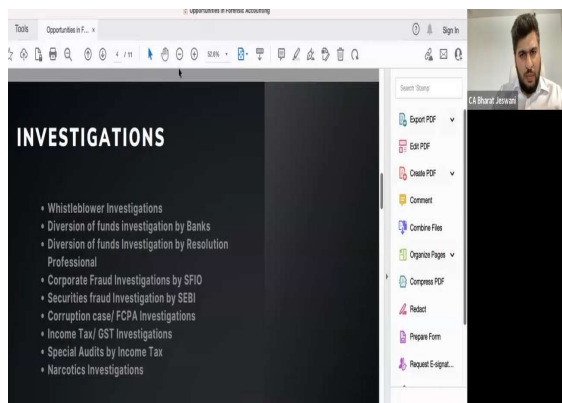 Opportunities in Forensic Accounting
Tools
Opportunities in F... ×
Sign In
4 / 11
52.6%
Search 'Stamp'
CA Bharat Jeswani
Export PDF
Edit PDF
Create PDF
Comment
Combine Files
Organize Pages
Compress PDF
Redact
Prepare Form
Request E-signat...
INVESTIGATIONS
• Whistleblower Investigations
• Diversion of funds investigation by Banks
• Diversion of funds Investigation by Resolution
Professional
• Corporate Fraud Investigations by SFIO
• Securities fraud Investigation by SEBI
• Corruption case/ FCPA Investigations
• Income Tax/ GST Investigations
• Special Audits by Income Tax
• Narcotics Investigations